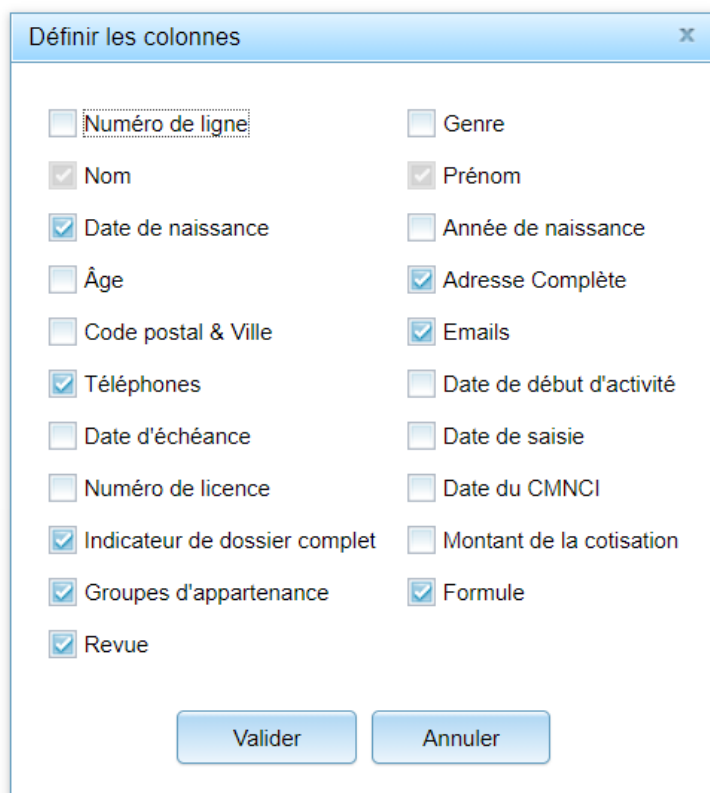 Définir les colonnes x
Numéro de ligne Genre
Nom Prénom
Date de naissance Année de naissance
Âge Adresse Complète
Code postal & Ville Emails
Téléphones Date de début d'activité
Date d'échéance Date de saisie
Numéro de licence Date du CMNCI
Indicateur de dossier complet Montant de la cotisation
Groupes d'appartenance Formule
Revue
Valider Annuler